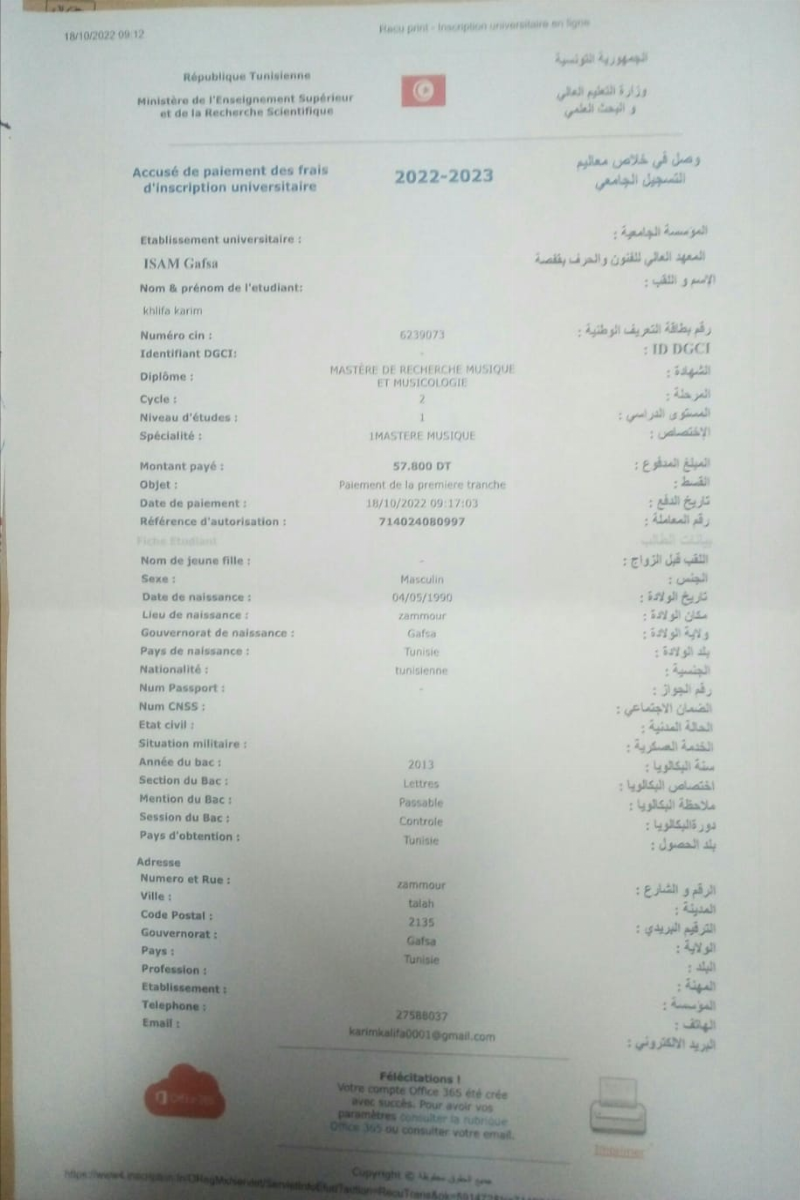 18/10/2022 09:12
Recu print - Inscription universitaire en ligne
République Tunisienne
Ministère de l'Enseignement Supérieur
et de la Recherche Scientifique
الجمهورية التونسية
وزارة التعليم العالي
و البحث العلمي
Accusé de paiement des frais
d'inscription universitaire
2022-2023
وصل في خلاص معاليم
التسجيل الجامعي
Etablissement universitaire :
المؤسسة الجامعية :
ISAM Gafsa
المعهد العالي للفنون والحرف بقفصة
Nom & prénom de l'etudiant:
الإسم و اللقب :
khlifa karim
Numéro cin : 6239073 رقم بطاقة التعريف الوطنية :
Identifiant DGCI: - ID DGCI :
Diplôme : MASTÈRE DE RECHERCHE MUSIQUE
ET MUSICOLOGIE الشهادة :
Cycle : 2 المرحلة :
Niveau d'études : 1 المستوى الدراسي :
Spécialité : 1MASTERE MUSIQUE الإختصاص :
Montant payé : 57.800 DT المبلغ المدفوع :
Objet : Paiement de la premiere tranche القسط :
Date de paiement : 18/10/2022 09:17:03 تاريخ الدفع :
Référence d'autorisation : 714024080997 رقم المعاملة :
Fiche Etudiant بيانات الطالب
Nom de jeune fille : - اللقب قبل الزواج :
Sexe : Masculin الجنس :
Date de naissance : 04/05/1990 تاريخ الولادة :
Lieu de naissance : zammour مكان الولادة :
Gouvernorat de naissance : Gafsa ولاية الولادة :
Pays de naissance : Tunisie بلد الولادة :
Nationalité : tunisienne الجنسية :
Num Passport : - رقم الجواز :
Num CNSS : الضمان الاجتماعي :
Etat civil : الحالة المدنية :
Situation militaire : الخدمة العسكرية :
Année du bac : 2013 سنة البكالوريا :
Section du Bac : Lettres اختصاص البكالوريا :
Mention du Bac : Passable ملاحظة البكالوريا :
Session du Bac : Controle دورة البكالوريا :
Pays d'obtention : Tunisie بلد الحصول :
Adresse
Numero et Rue : zammour الرقم و الشارع :
Ville : talah المدينة :
Code Postal : 2135 الترقيم البريدي :
Gouvernorat : Gafsa الولاية :
Pays : Tunisie البلد :
Profession : المهنة :
Etablissement : المؤسسة :
Telephone : 27588037 الهاتف :
Email : karimkalifa0001@gmail.com البريد الالكتروني :
Office 365
Félécitations !
Votre compte Office 365 été crée
avec succès. Pour avoir vos
paramètres consulter la rubrique
Office 365 ou consulter votre email.
Imprimer
Copyright © جميع الحقوق محفوظة